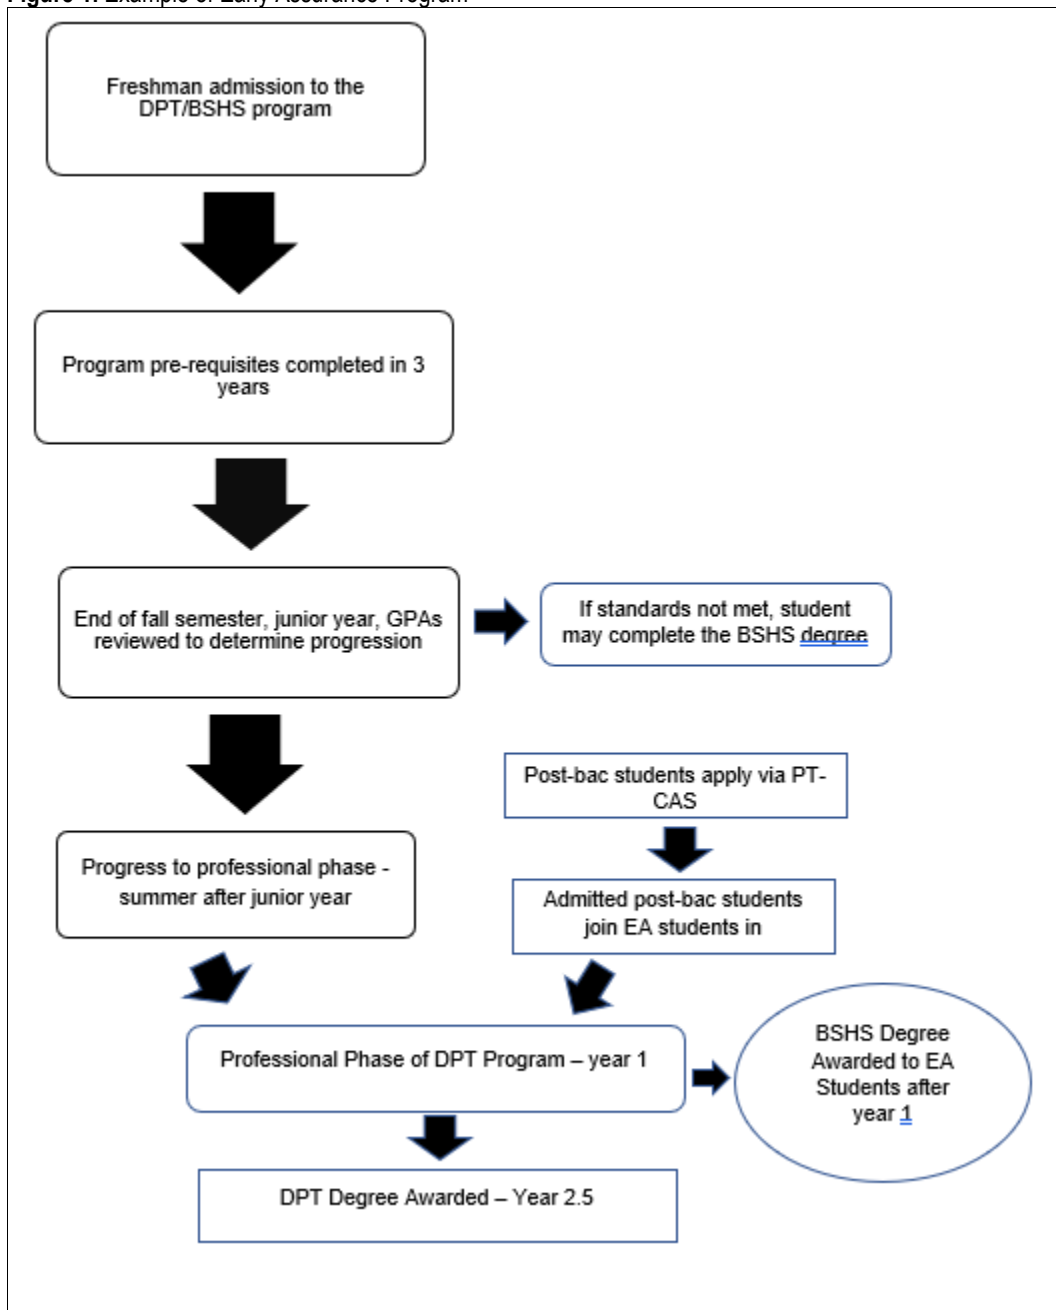 Figure 1. Example of Early Assurance Program
Freshman admission to the
DPT/BSHS program
Program pre-requisites completed in 3
years
End of fall semester, junior year, GPAs
reviewed to determine progression
If standards not met, student
may complete the BSHS degree
Post-bac students apply via PT-
CAS
Progress to professional phase -
summer after junior year
Admitted post-bac students
join EA students in
Professional Phase of DPT Program – year 1
BSHS Degree
Awarded to EA
Students after
year 1
DPT Degree Awarded – Year 2.5